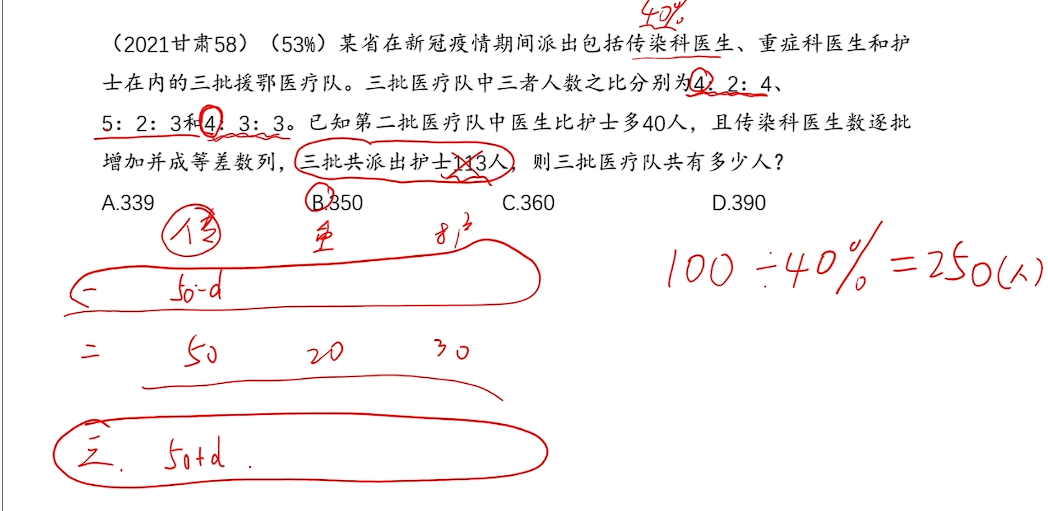 40%
(2021甘肃58)(53%)某省在新冠疫情期间派出包括传染科医生、重症科医生和护
士在内的三批援鄂医疗队。三批医疗队中三者人数之比分别为4：2：4、
5：2：3和4：3：3。已知第二批医疗队中医生比护士多40人，且传染科医生数逐批
增加并成等差数列，三批共派出护士113人，则三批医疗队共有多少人？
A.339 B.350 C.360 D.390
传 重 护
一 50-d
100÷40%=250(人)
二 50 20 30
三. 50+d.